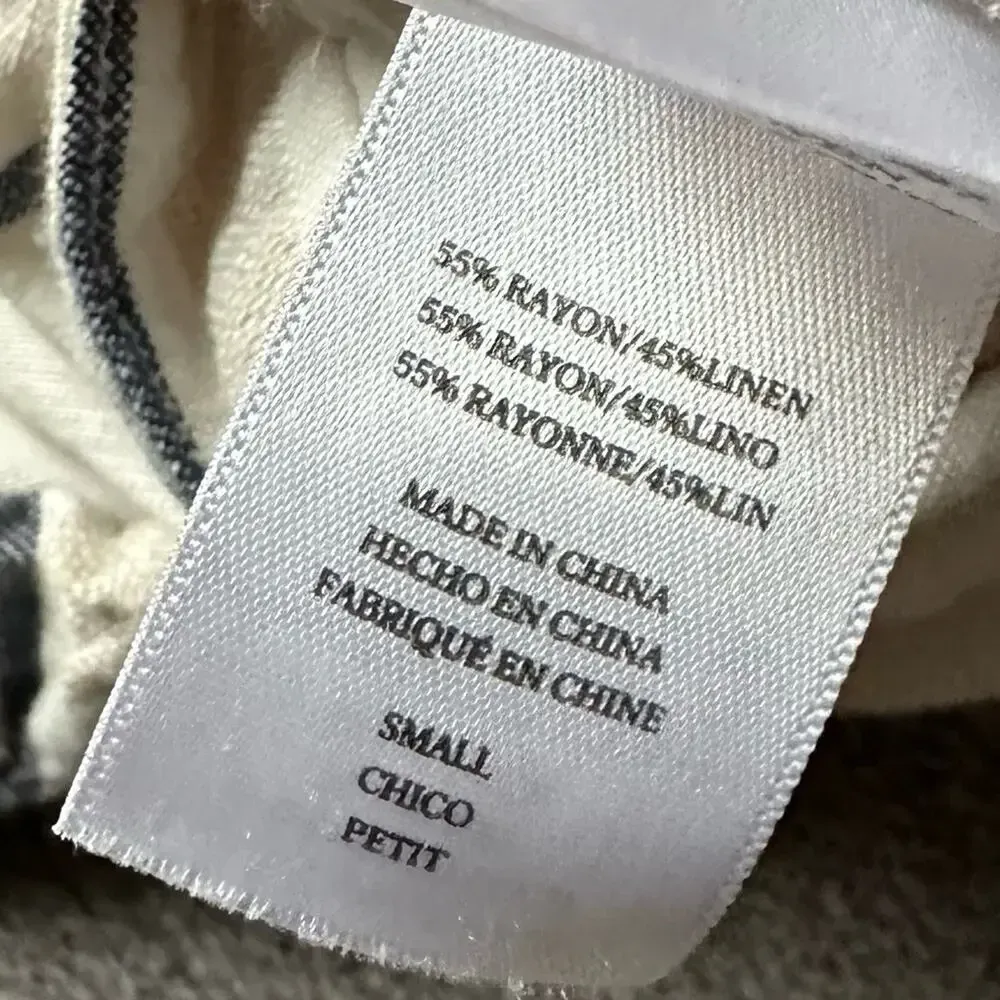 55% RAYON/45%LINEN
55% RAYON/45%LINO
55% RAYONNE/45%LIN
MADE IN CHINA
HECHO EN CHINA
FABRIQUÉ EN CHINE
SMALL
CHICO
PETIT